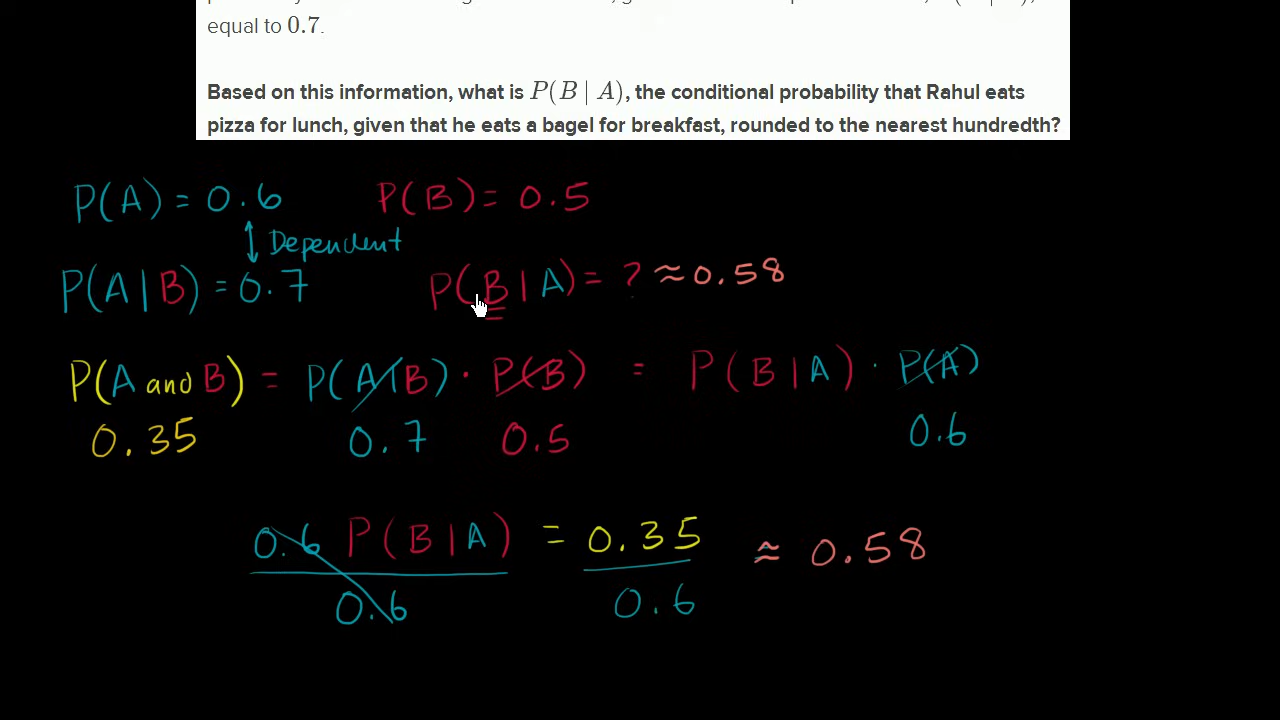 equal to 0.7.
Based on this information, what is P(B | A), the conditional probability that Rahul eats
pizza for lunch, given that he eats a bagel for breakfast, rounded to the nearest hundredth?
P(A) = 0.6 P(B) = 0.5
↕ Dependent
P(A | B) = 0.7 P(B | A) = ? ≈ 0.58
P(A and B) = P(A | B) · P(B) = P(B | A) · P(A)
0.35 0.7 0.5 0.6
0.6 P(B | A) = 0.35 ≈ 0.58
0.6 0.6